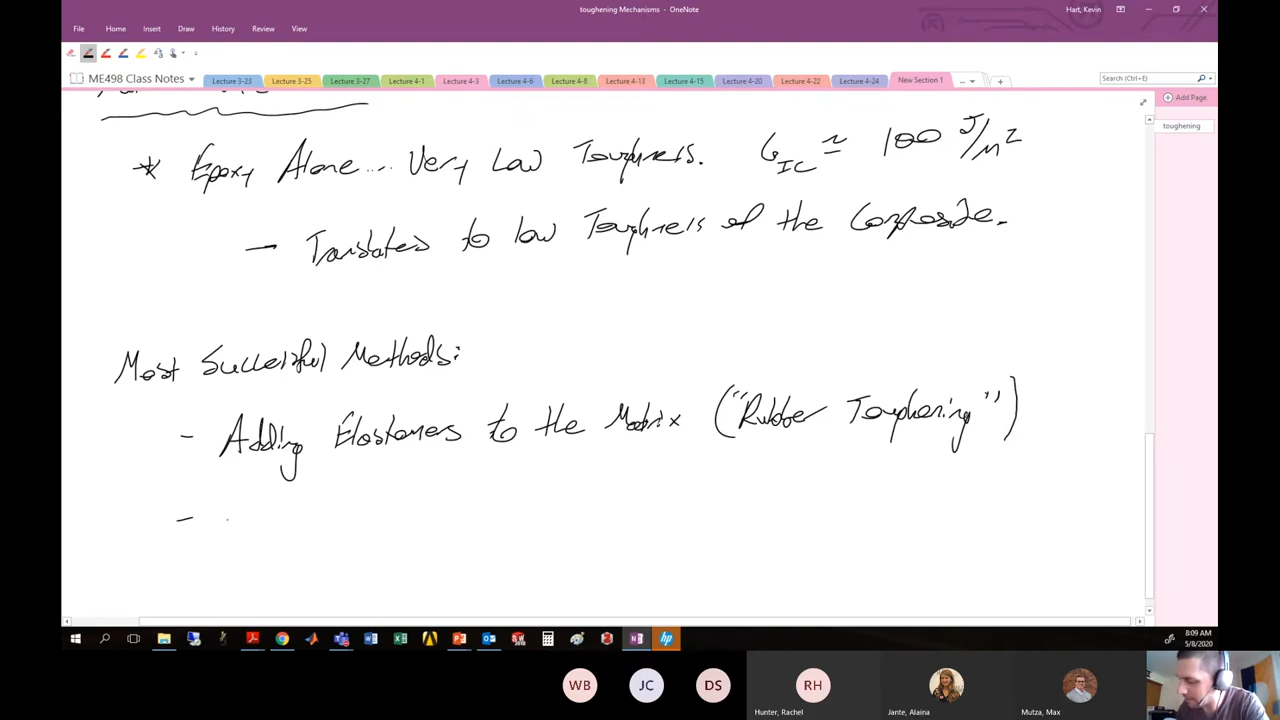 toughening Mechanisms - OneNote
Hart, Kevin
File Home Insert Draw History Review View
ME498 Class Notes
Lecture 3-23 Lecture 3-25 Lecture 3-27 Lecture 4-1 Lecture 4-3 Lecture 4-6 Lecture 4-8 Lecture 4-13 Lecture 4-15 Lecture 4-20 Lecture 4-22 Lecture 4-24 New Section 1 ...
Search (Ctrl+E)
Add Page
toughening
* Epoxy Alone... Very Low Toughness. GIC ≈ 100 J/m2
- Translates to low Toughness of the Composite.
Most Successful Methods:
- Adding Elastomers to the Matrix ("Rubber Toughening")
-
8:09 AM
5/8/2020
WB JC DS RH
Hunter, Rachel Jante, Alaina Mutza, Max